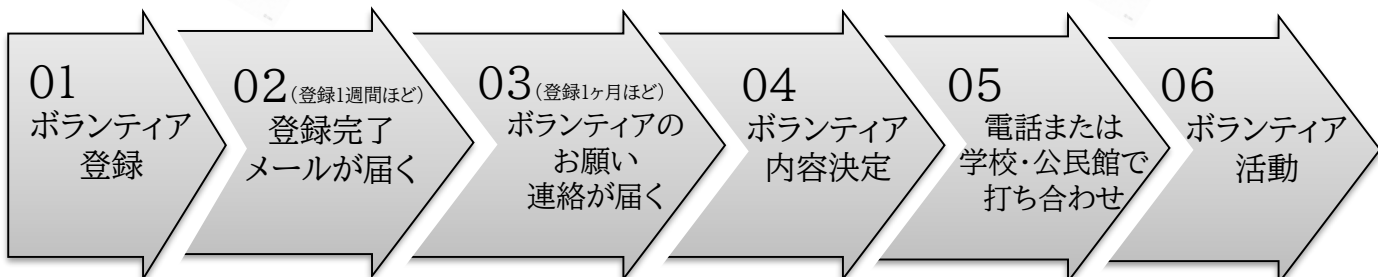 01
ボランティア
登録
02(登録1週間ほど)
登録完了
メールが届く
03(登録1ヶ月ほど)
ボランティアの
お願い
連絡が届く
04
ボランティア
内容決定
05
電話または
学校・公民館で
打ち合わせ
06
ボランティア
活動